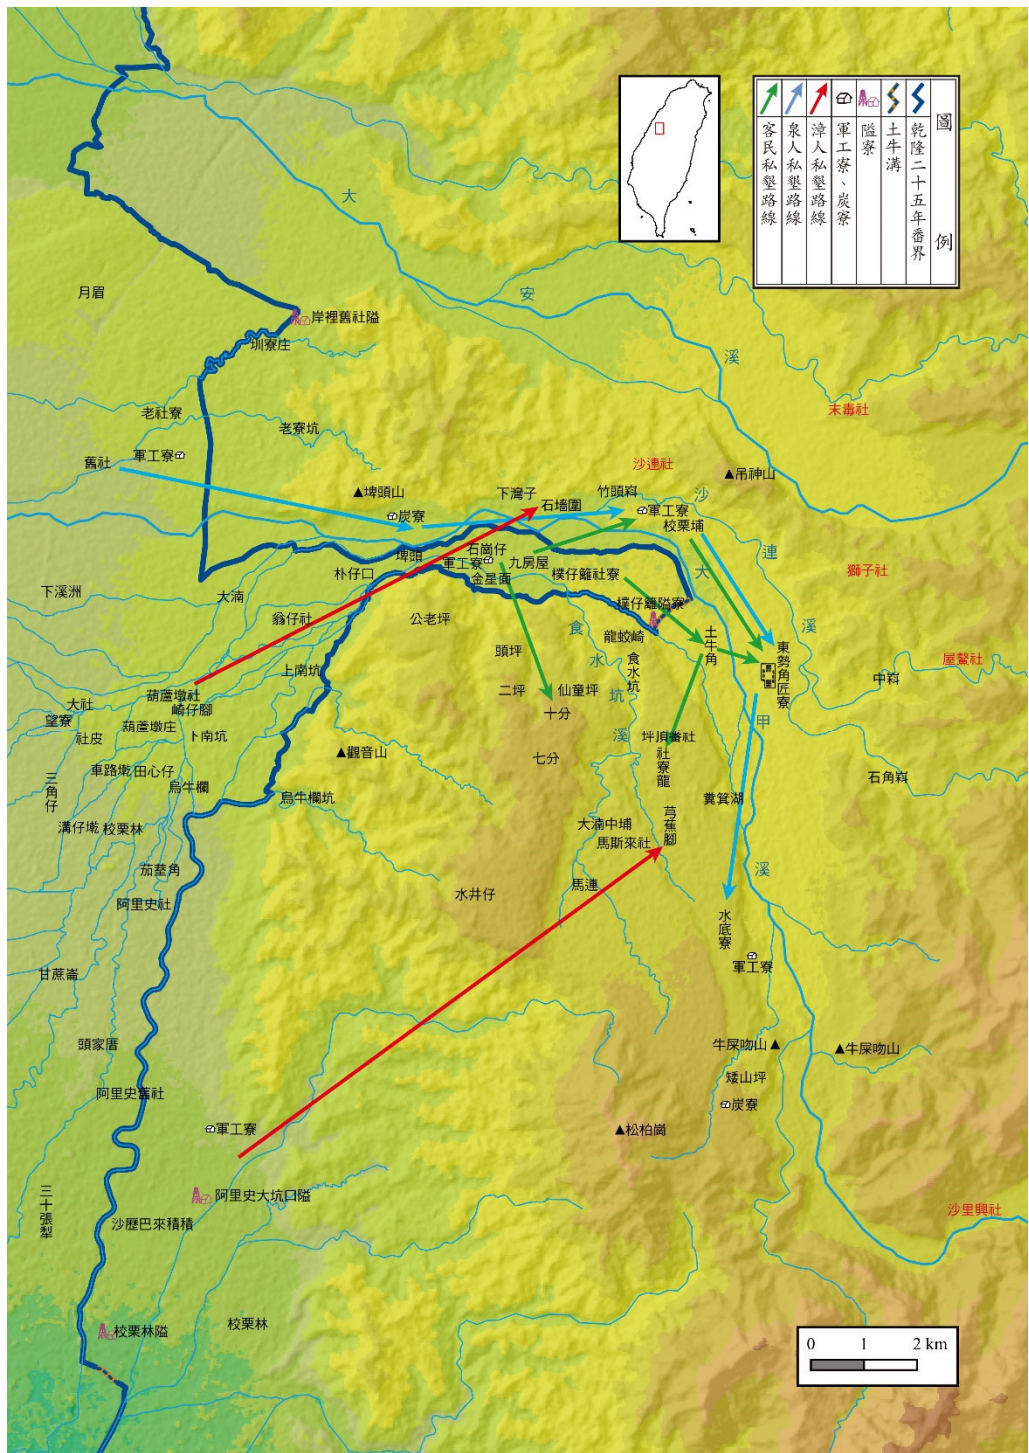 圖例
乾隆二十五年番界
土牛溝
隘寮
軍工寮、炭寮
漳人私墾路線
泉人私墾路線
客民私墾路線
大
安
溪
月眉
岸裡舊社隘
圳寮庄
老社寮
老寮坑
末毒社
舊社
軍工寮
沙連社
▲吊神山
▲埤頭山
下灣子
竹頭科
沙
連
溪
炭寮
石墻圍
軍工寮
校栗埔
埤頭
石崗仔
軍工寮
九房屋
金星面
朴仔口
樸仔籬社寮
大
獅子社
下溪洲
大湳
翁仔社
公老坪
樸仔籬隘寮
食
水
坑
溪
龍蛟崎
土牛角
東勢角匠寮
頭坪
食水坑
屋鏊社
上南坑
葫蘆墩社
崎仔腳
二坪
仙童坪
中科
大社
望寮
葫蘆墩庄
十分
甲
社皮
卜南坑
坪頂番社
▲觀音山
七分
社寮龍
三角仔
車路墘
田心仔
石角科
烏牛欄
烏牛欄坑
糞箕湖
溝仔墘
校栗林
大湳中埔
芎蕉腳
馬斯來社
茄荎角
溪
馬連
水井仔
阿里史社
水底寮
甘蔗崙
軍工寮
頭家厝
牛屎吻山▲
▲牛屎吻山
矮山坪
阿里史舊社
炭寮
軍工寮
▲松柏崗
三十張犁
阿里史大坑口隘
沙歷巴來積積
沙里興社
校栗林隘
校栗林
0 1 2 km